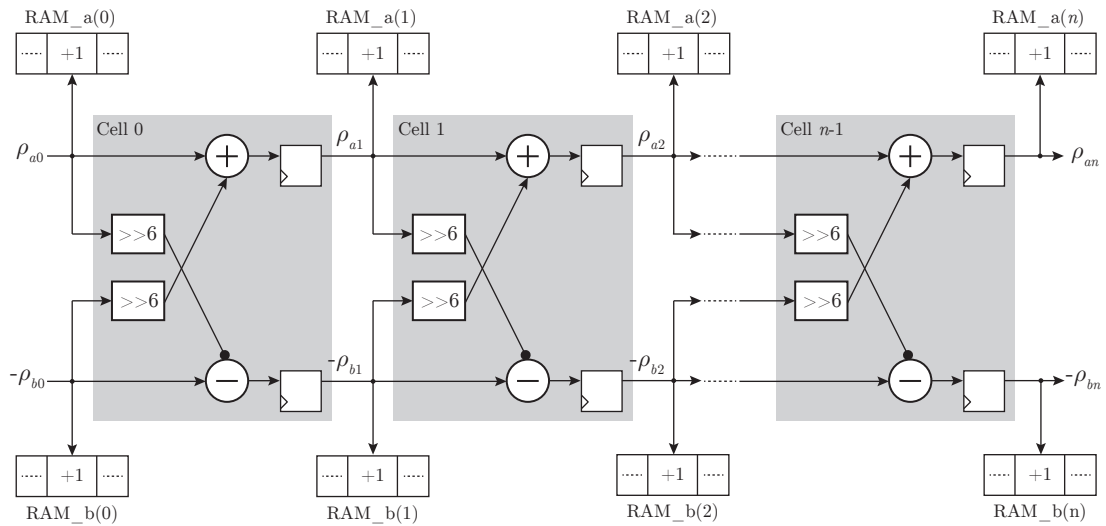 RAM_a(0) RAM_a(1) RAM_a(2) RAM_a(n)
+1 +1 +1 +1
Cell 0 Cell 1 Cell n-1
ρa0 + ρa1 + ρa2 + ρan
>>6 >>6 >>6
>>6 >>6 >>6
-ρb0 − -ρb1 − -ρb2 − -ρbn
+1 +1 +1 +1
RAM_b(0) RAM_b(1) RAM_b(2) RAM_b(n)